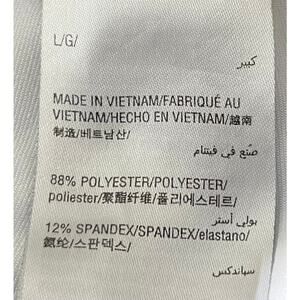 L/G/
كبير
MADE IN VIETNAM/FABRIQUÉ AU
VIETNAM/HECHO EN VIETNAM/越南
制造/베트남산/
صنع في فيتنام
88% POLYESTER/POLYESTER/
poliester/聚酯纤维/폴리에스테르/
بولي أستر
12% SPANDEX/SPANDEX/elastano/
氨纶/스판덱스/
سباندكس